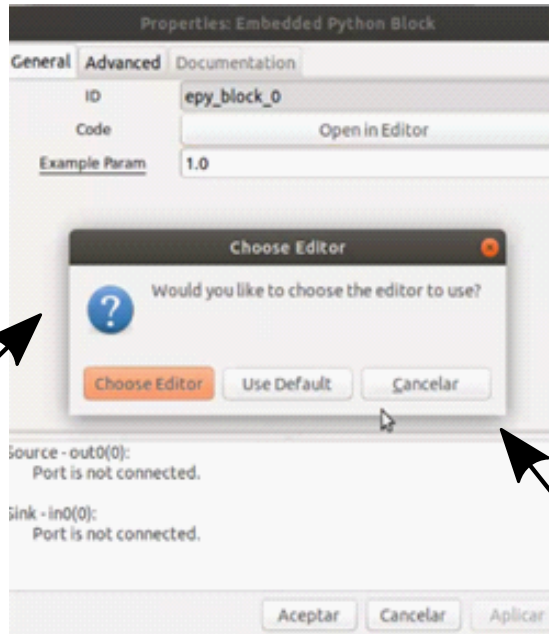 Properties: Embedded Python Block
General Advanced Documentation
ID epy_block_0
Code Open in Editor
Example Param 1.0
Choose Editor
Would you like to choose the editor to use?
Choose Editor Use Default Cancelar
Source - out0(0):
Port is not connected.
Sink - in0(0):
Port is not connected.
Aceptar Cancelar Aplicar